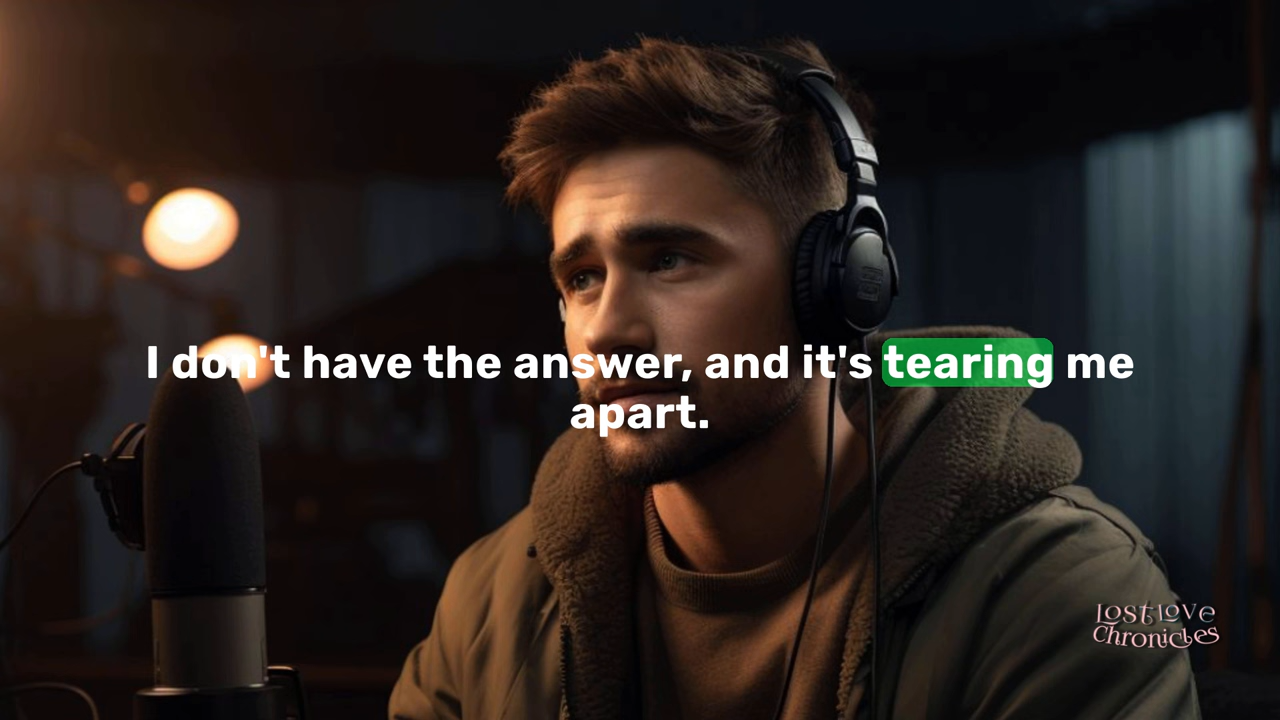 I don't have the answer, and it's tearing me
apart.
Lost Love
Chronicles